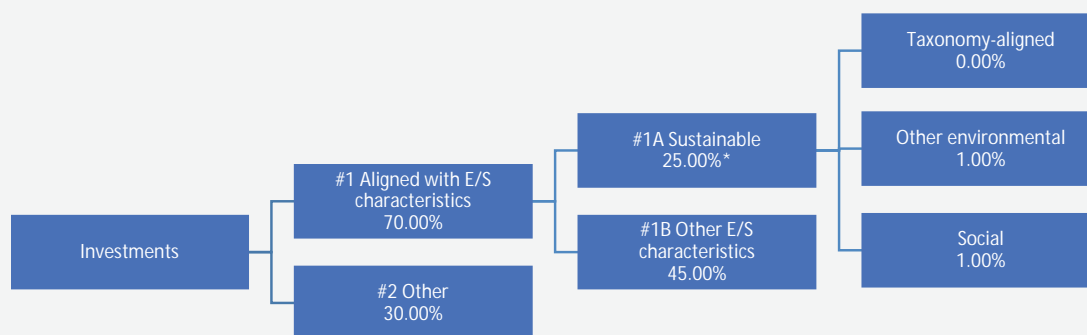 Investments
#1 Aligned with E/S
characteristics
70.00%
#2 Other
30.00%
#1A Sustainable
25.00%*
#1B Other E/S
characteristics
45.00%
Taxonomy-aligned
0.00%
Other environmental
1.00%
Social
1.00%